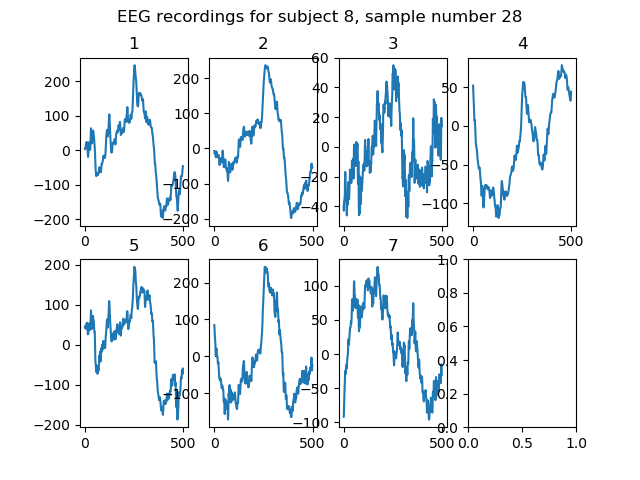 EEG recordings for subject 8, sample number 28
1 2 3 4
200 100 0 −100 −200
200 100 0 −100 −200
60 40 20 0 −20 −40
50 0 −50 −100
0 500 0 500 0 500 0 500
5 6 7
200 100 0 −100 −200
200 100 0 −100
100 50 0 −50 −100
1.0 0.8 0.6 0.4 0.2 0.0
0 500 0 500 0 500 0.0 0.5 1.0